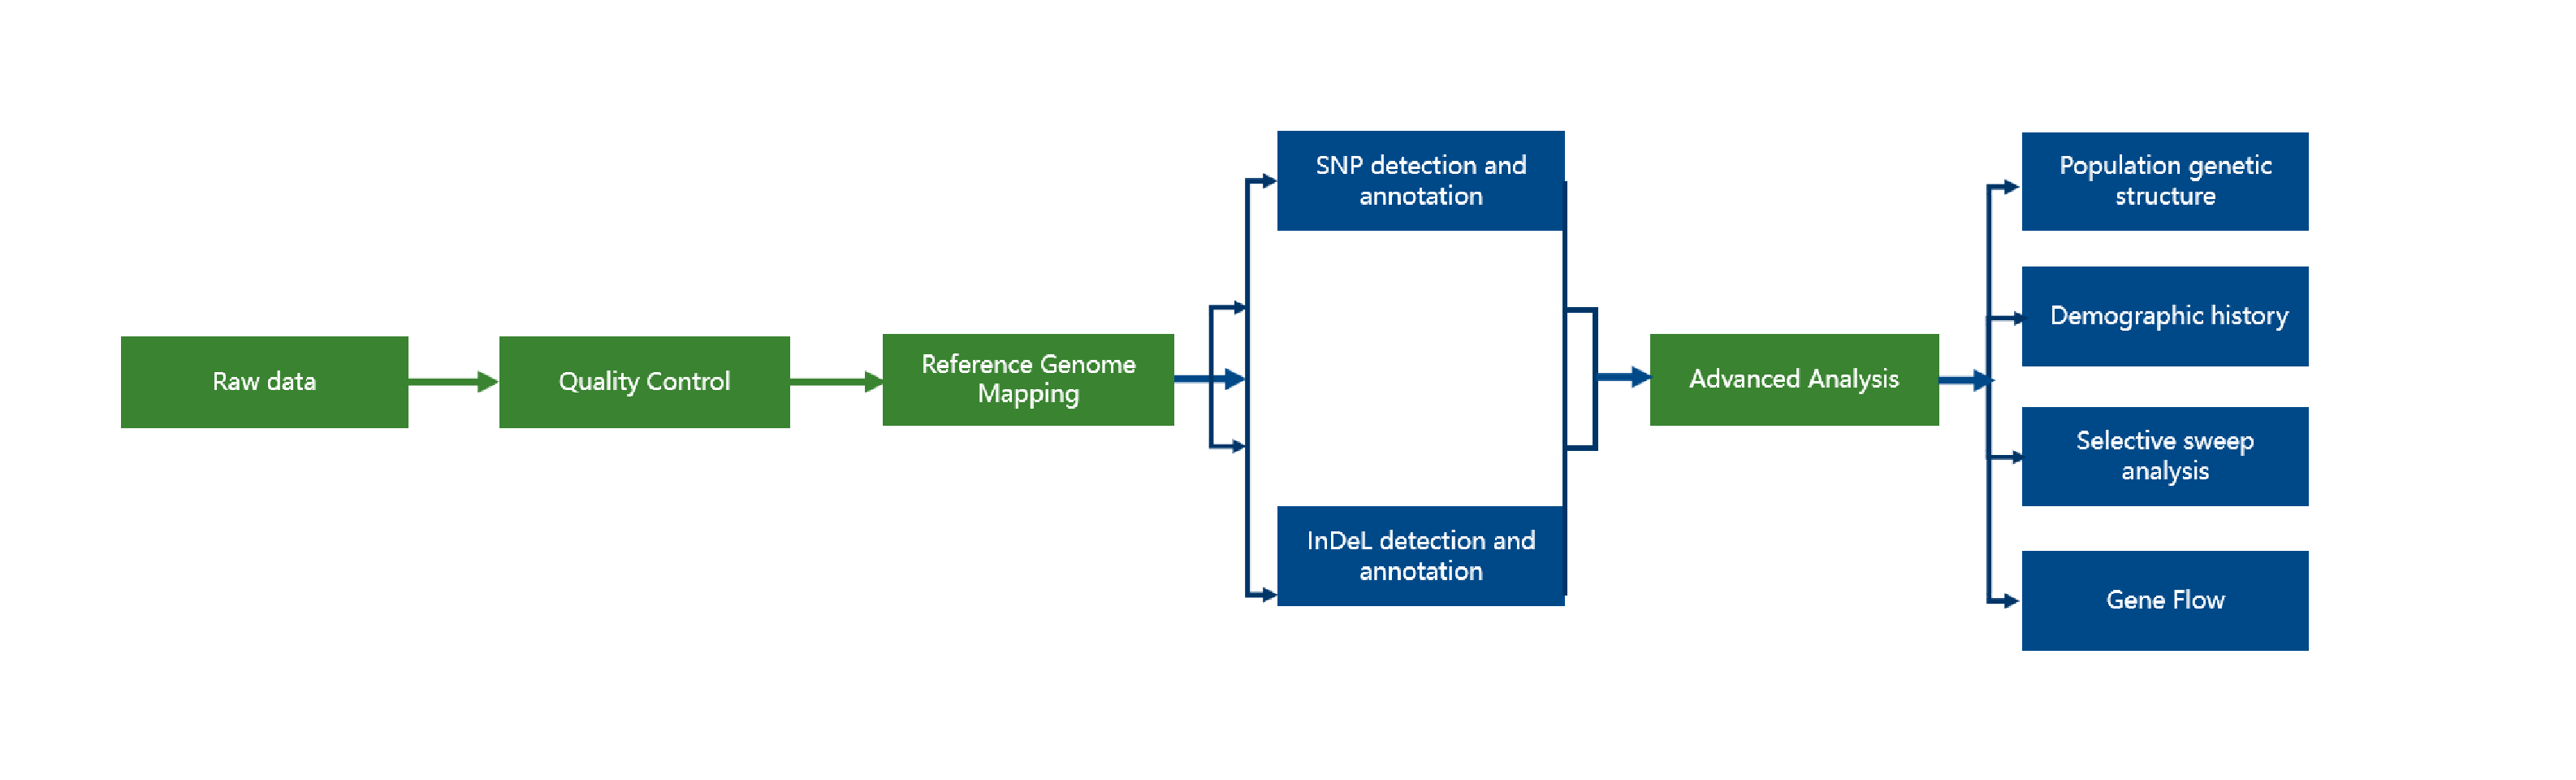 Raw data
Quality Control
Reference Genome
Mapping
SNP detection and
annotation
InDeL detection and
annotation
Advanced Analysis
Population genetic
structure
Demographic history
Selective sweep
analysis
Gene Flow